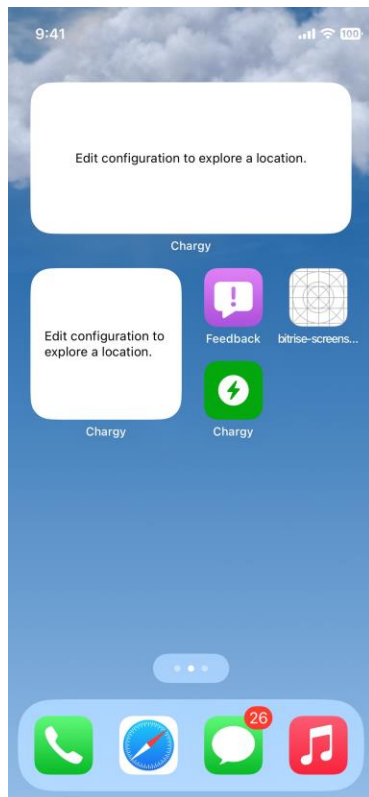 9:41
100
Edit configuration to explore a location.
Chargy
Edit configuration to
explore a location.
Chargy
Feedback
bitrise-screens...
Chargy
26